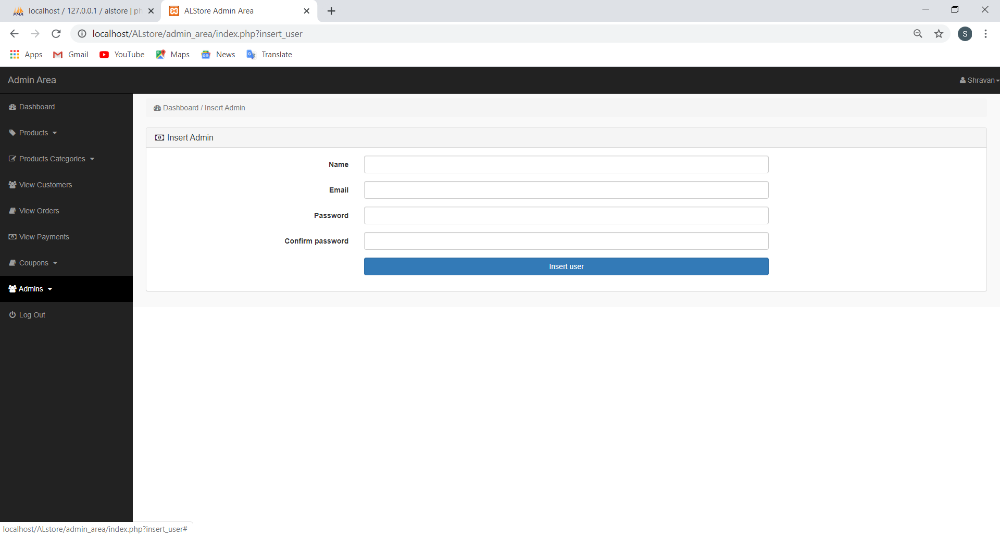 localhost / 127.0.0.1 / alstore | ph
ALStore Admin Area
localhost/ALstore/admin_area/index.php?insert_user
S
Apps
Gmail
YouTube
Maps
News
Translate
Admin Area
Shravan
Dashboard
Products
Products Categories
View Customers
View Orders
View Payments
Coupons
Admins
Log Out
Dashboard / Insert Admin
Insert Admin
Name
Email
Password
Confirm password
Insert user
localhost/ALstore/admin_area/index.php?insert_user#